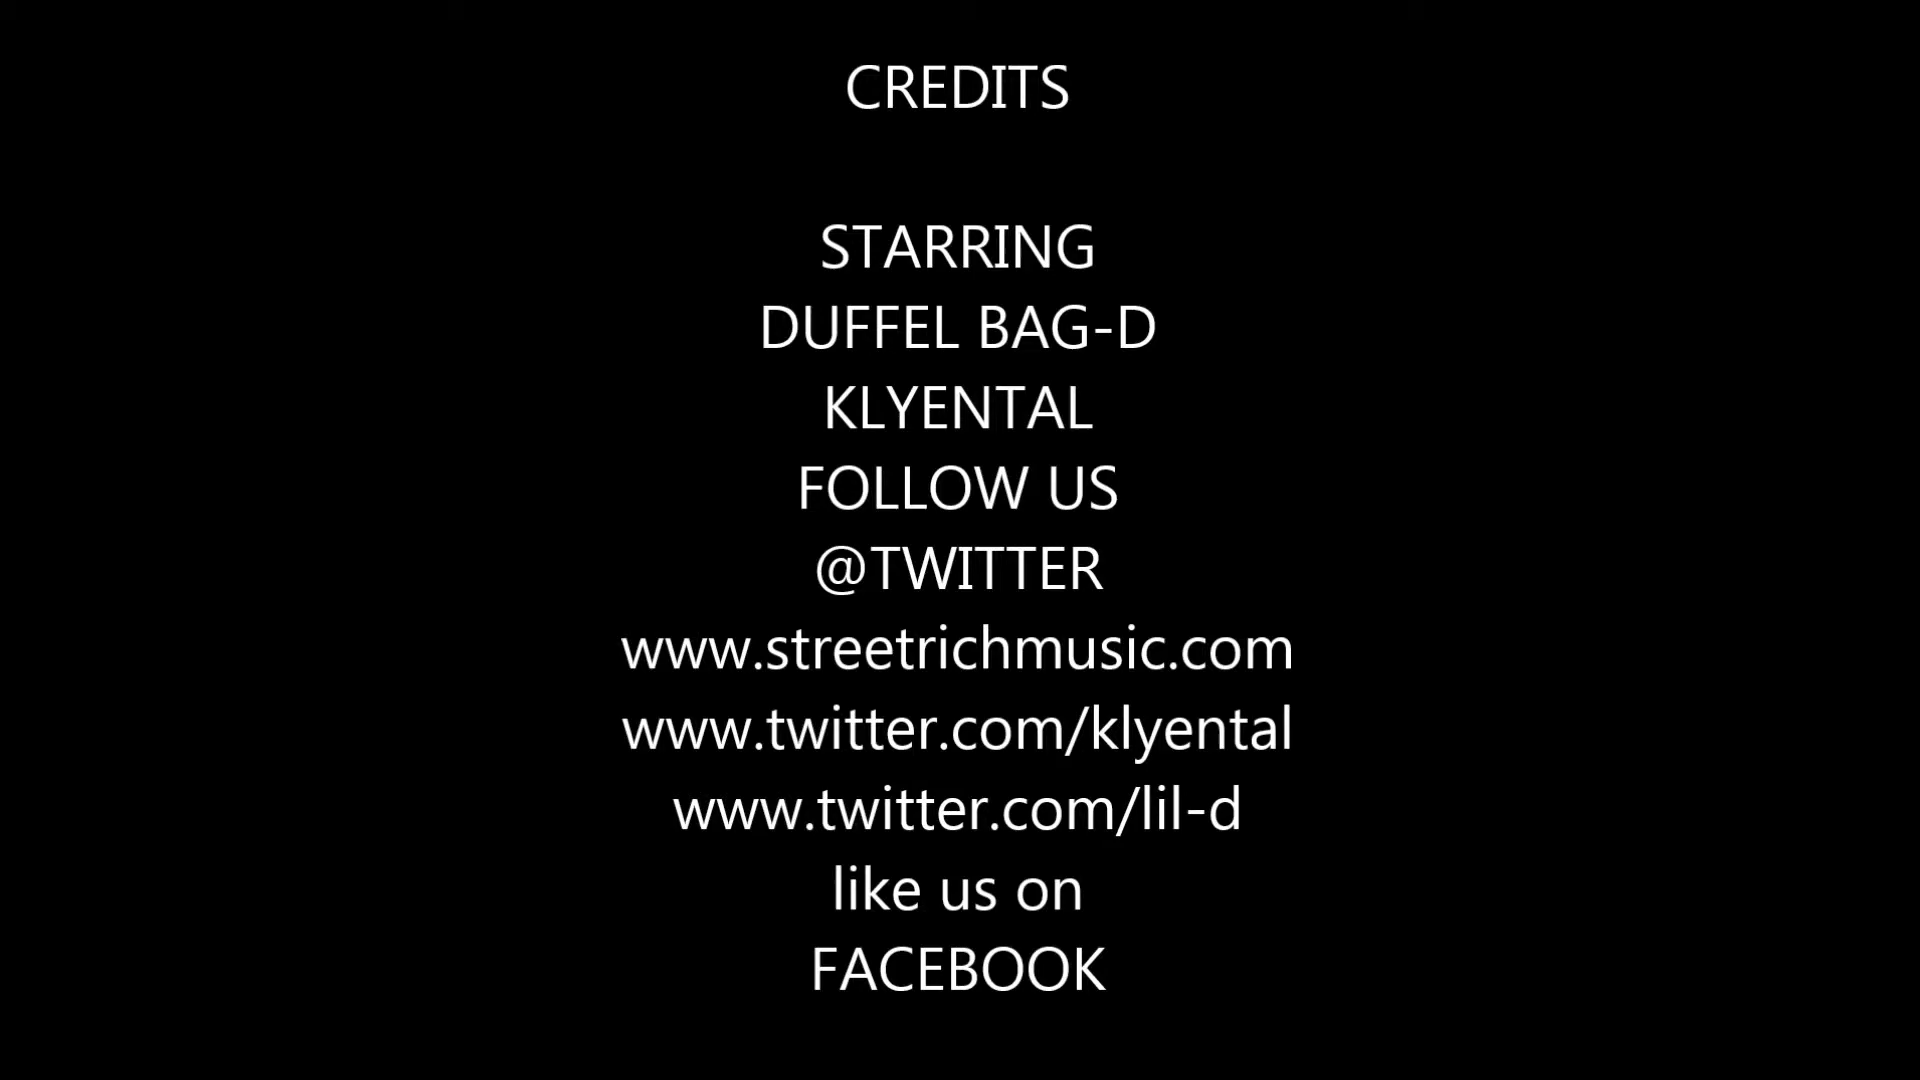 CREDITS
STARRING
DUFFEL BAG-D
KLYENTAL
FOLLOW US
@TWITTER
www.streetrichmusic.com
www.twitter.com/klyental
www.twitter.com/lil-d
like us on
FACEBOOK